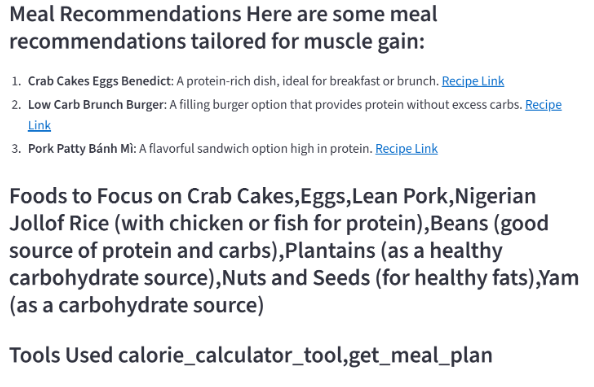 Meal Recommendations Here are some meal
recommendations tailored for muscle gain:
1. Crab Cakes Eggs Benedict: A protein-rich dish, ideal for breakfast or brunch. Recipe Link
2. Low Carb Brunch Burger: A filling burger option that provides protein without excess carbs. Recipe
Link
3. Pork Patty Bánh Mì: A flavorful sandwich option high in protein. Recipe Link
Foods to Focus on Crab Cakes,Eggs,Lean Pork,Nigerian
Jollof Rice (with chicken or fish for protein),Beans (good
source of protein and carbs),Plantains (as a healthy
carbohydrate source),Nuts and Seeds (for healthy fats),Yam
(as a carbohydrate source)
Tools Used calorie_calculator_tool,get_meal_plan